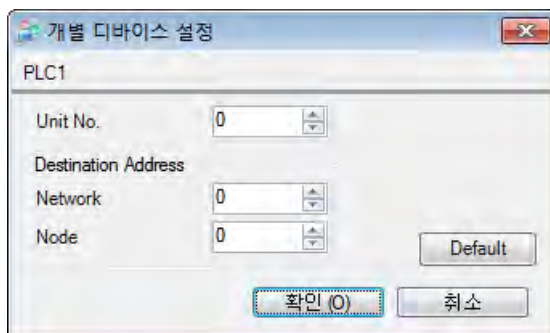 개별 디바이스 설정
PLC1
Unit No. 0
Destination Address
Network 0
Node 0
Default
확인 (O) 취소